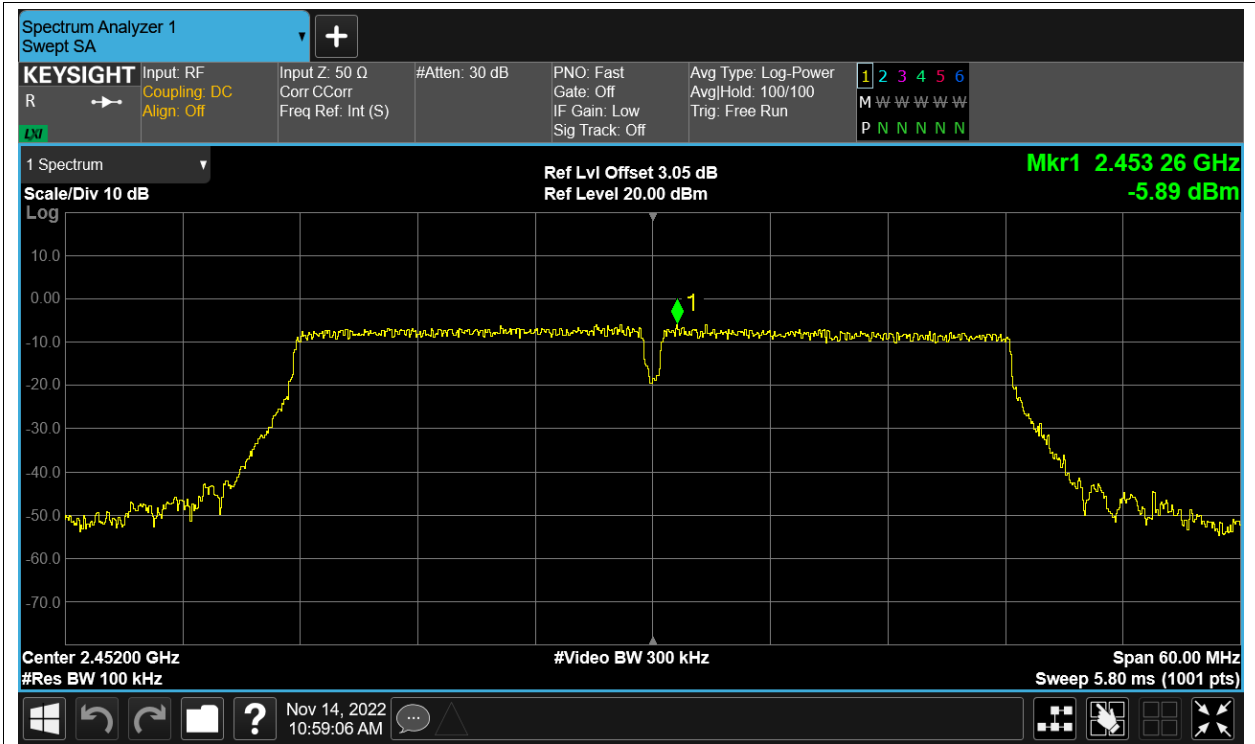 Spectrum Analyzer 1
Swept SA
KEYSIGHT
R
LXI
Input: RF
Coupling: DC
Align: Off
Input Z: 50 Ω
Corr CCorr
Freq Ref: Int (S)
#Atten: 30 dB
PNO: Fast
Gate: Off
IF Gain: Low
Sig Track: Off
Avg Type: Log-Power
Avg|Hold: 100/100
Trig: Free Run
1 2 3 4 5 6
M W W W W W
P N N N N N
1 Spectrum
Scale/Div 10 dB
Log
Ref Lvl Offset 3.05 dB
Ref Level 20.00 dBm
Mkr1 2.453 26 GHz
-5.89 dBm
10.0
0.00
1
-10.0
-20.0
-30.0
-40.0
-50.0
-60.0
-70.0
Center 2.45200 GHz
#Res BW 100 kHz
#Video BW 300 kHz
Span 60.00 MHz
Sweep 5.80 ms (1001 pts)
?
Nov 14, 2022
10:59:06 AM